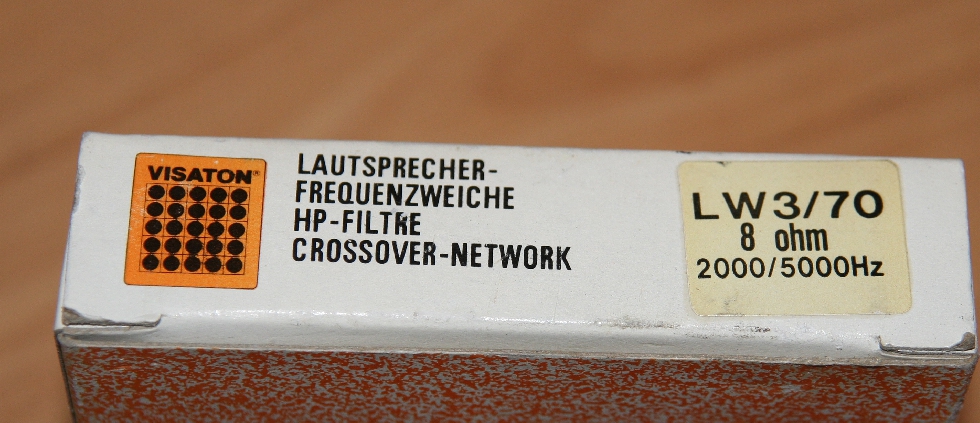 VISATON®
LAUTSPRECHER-
FREQUENZWEICHE
HP-FILTRE
CROSSOVER-NETWORK
LW3/70
8 ohm
2000/5000Hz